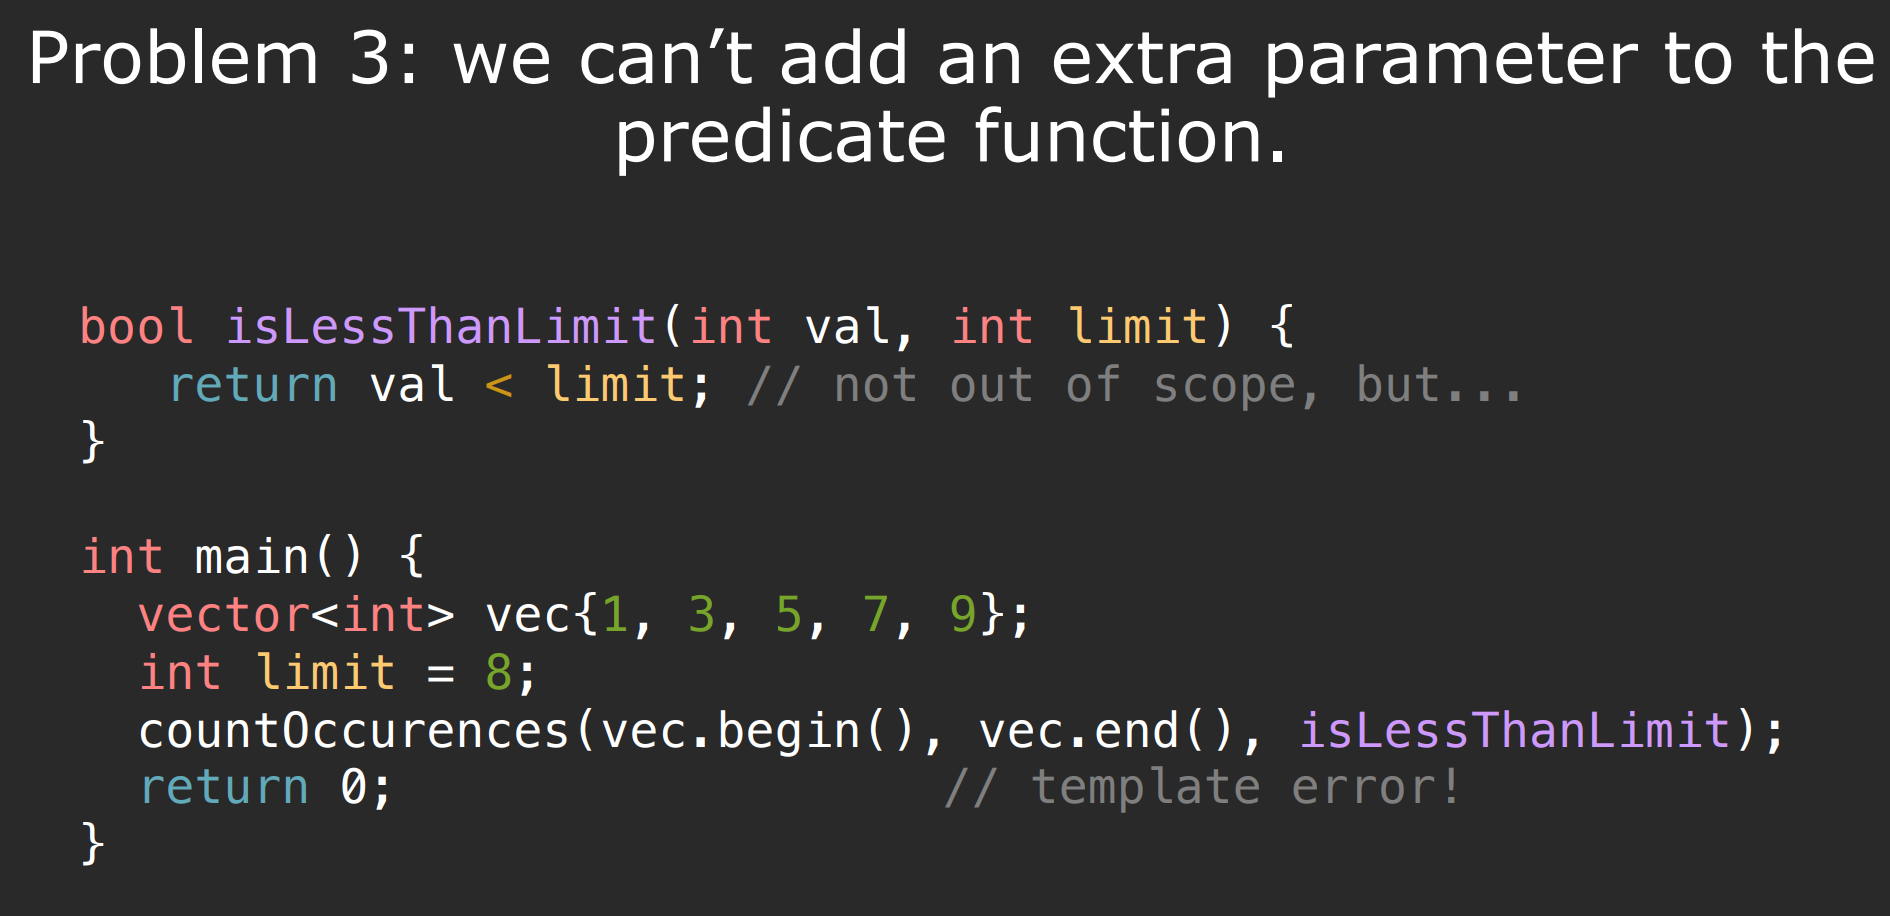 Problem 3: we can’t add an extra parameter to the
predicate function.
bool isLessThanLimit(int val, int limit) {
   return val < limit; // not out of scope, but...
}
int main() {
  vector<int> vec{1, 3, 5, 7, 9};
  int limit = 8;
  countOccurences(vec.begin(), vec.end(), isLessThanLimit);
  return 0;                   // template error!
}